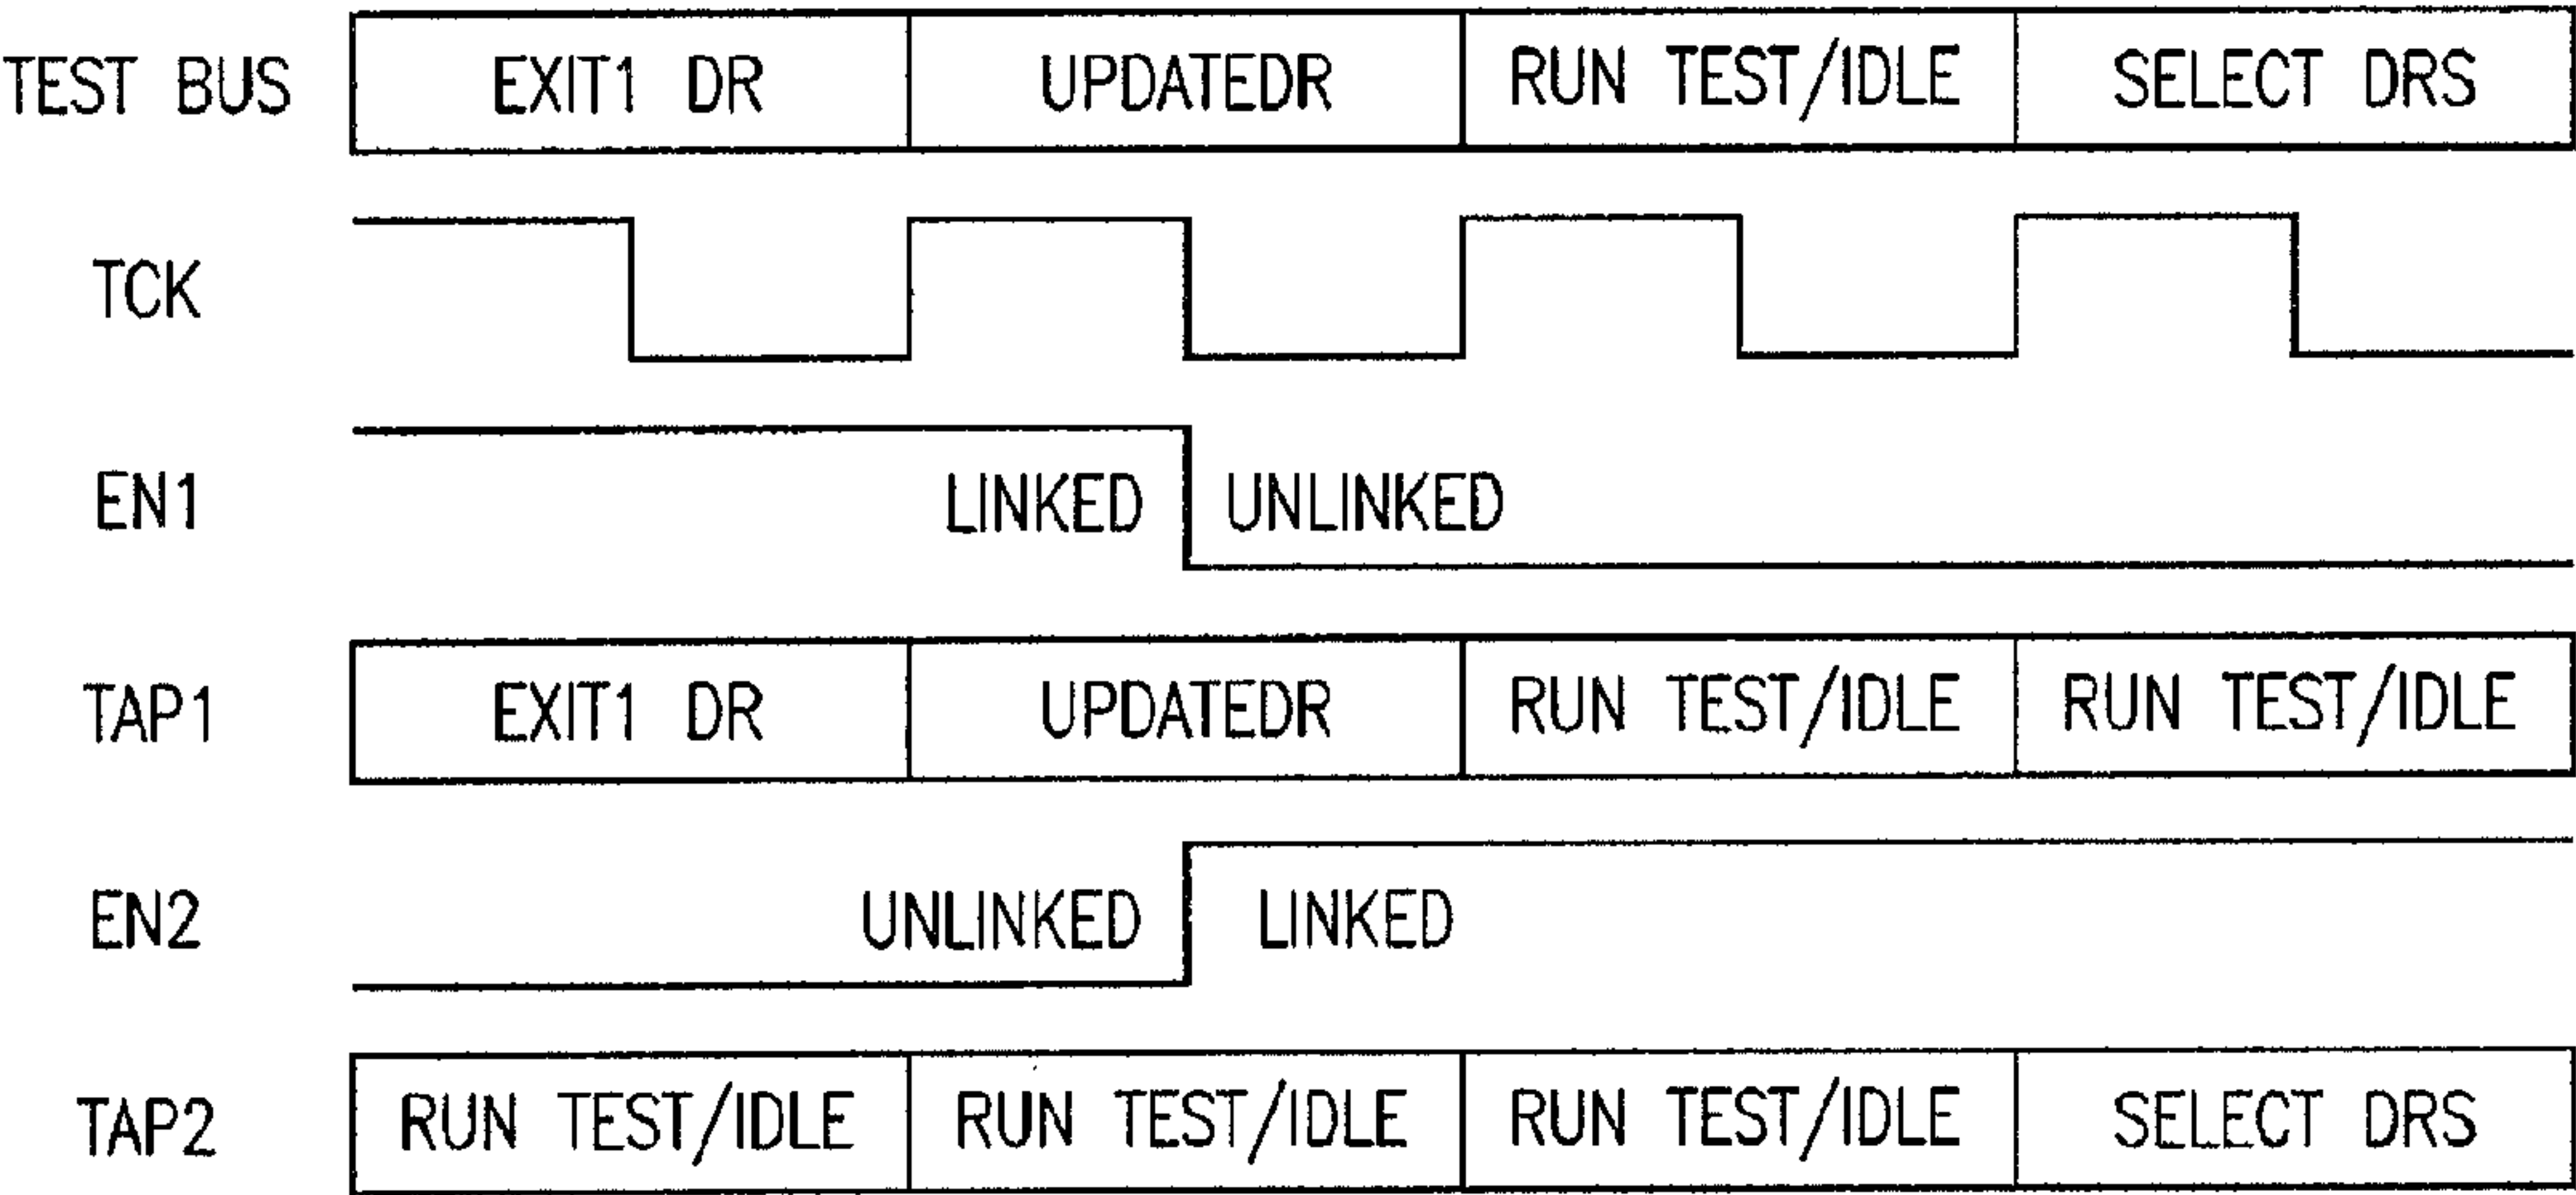 TEST BUS EXIT1 DR UPDATEDR RUN TEST/IDLE SELECT DRS
TCK
EN1 LINKED UNLINKED
TAP1 EXIT1 DR UPDATEDR RUN TEST/IDLE RUN TEST/IDLE
EN2 UNLINKED LINKED
TAP2 RUN TEST/IDLE RUN TEST/IDLE RUN TEST/IDLE SELECT DRS